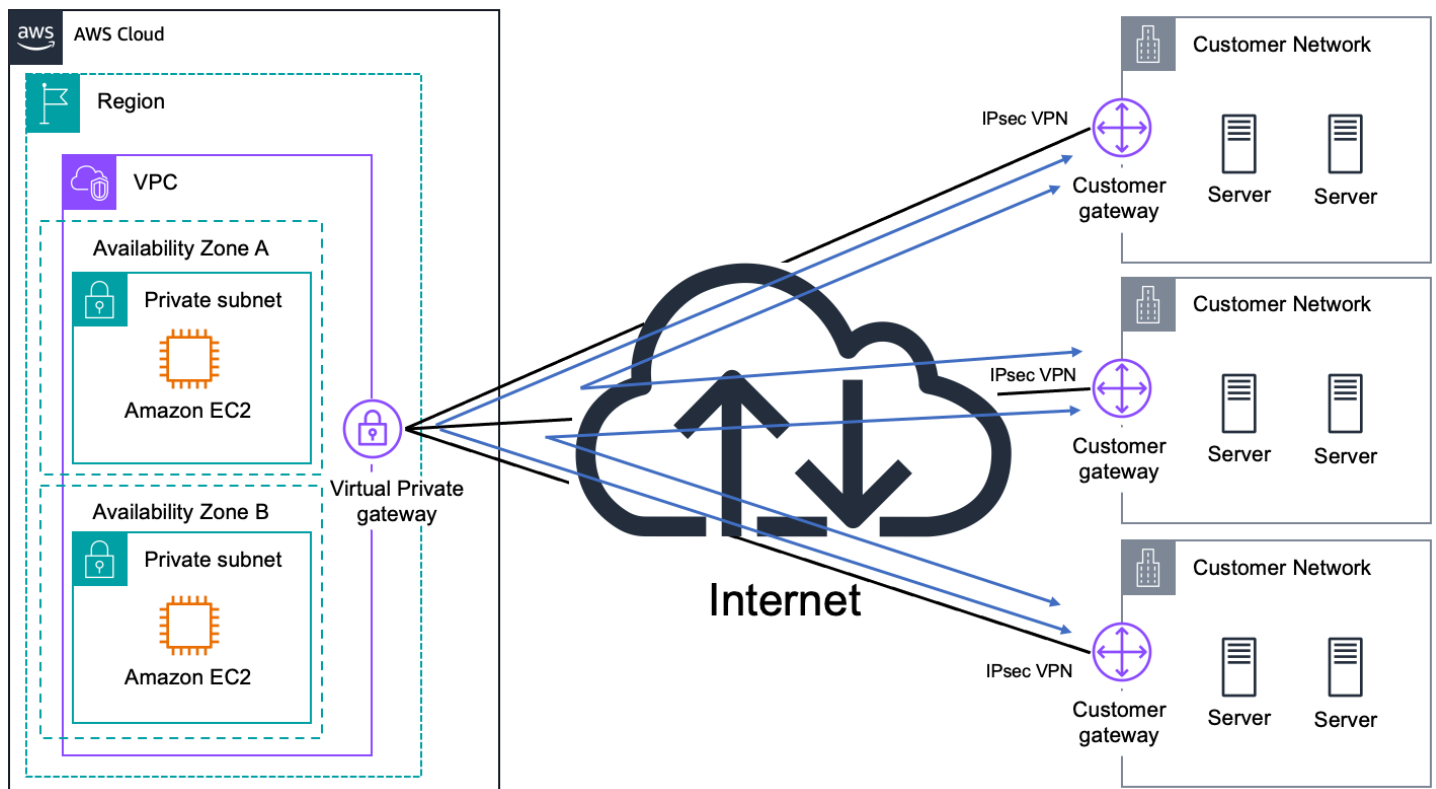 aws
AWS Cloud
Region
VPC
Availability Zone A
Private subnet
Amazon EC2
Availability Zone B
Private subnet
Amazon EC2
Virtual Private
gateway
Internet
IPsec VPN
Customer
gateway
Customer Network
Server
Server
IPsec VPN
Customer
gateway
Customer Network
Server
Server
IPsec VPN
Customer
gateway
Customer Network
Server
Server